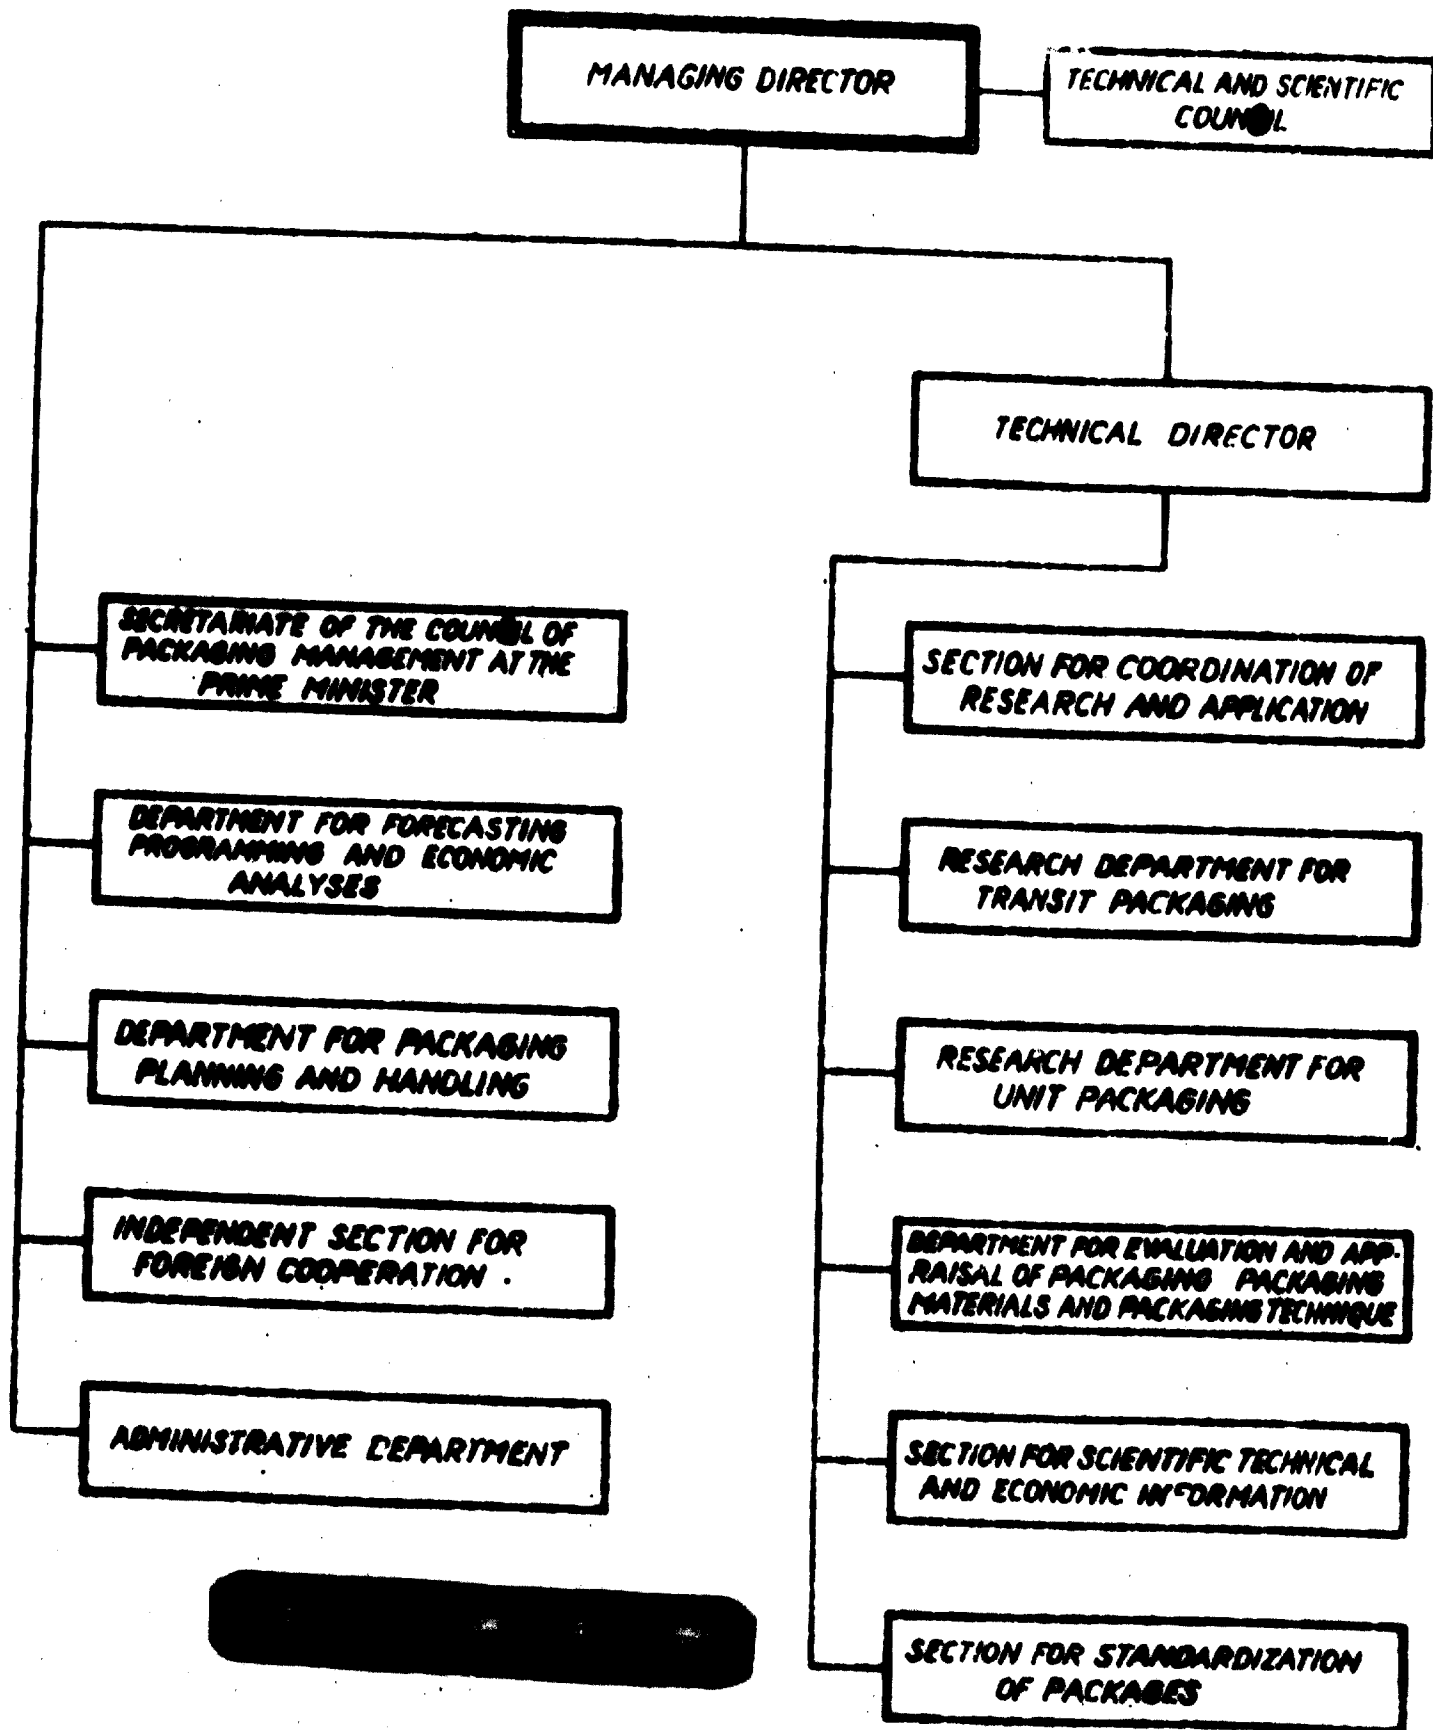 MANAGING DIRECTOR
TECHNICAL AND SCIENTIFIC
COUNCIL
TECHNICAL DIRECTOR
SECRETARIATE OF THE COUNCIL OF
PACKAGING MANAGEMENT AT THE
PRIME MINISTER
DEPARTMENT FOR FORECASTING
PROGRAMMING AND ECONOMIC
ANALYSES
DEPARTMENT FOR PACKAGING
PLANNING AND HANDLING
INDEPENDENT SECTION FOR
FOREIGN COOPERATION
ADMINISTRATIVE DEPARTMENT
SECTION FOR COORDINATION OF
RESEARCH AND APPLICATION
RESEARCH DEPARTMENT FOR
TRANSIT PACKAGING
RESEARCH DEPARTMENT FOR
UNIT PACKAGING
DEPARTMENT FOR EVALUATION AND APP-
RAISAL OF PACKAGING PACKAGING
MATERIALS AND PACKAGING TECHNIQUE
SECTION FOR SCIENTIFIC TECHNICAL
AND ECONOMIC INFORMATION
SECTION FOR STANDARDIZATION
OF PACKAGES